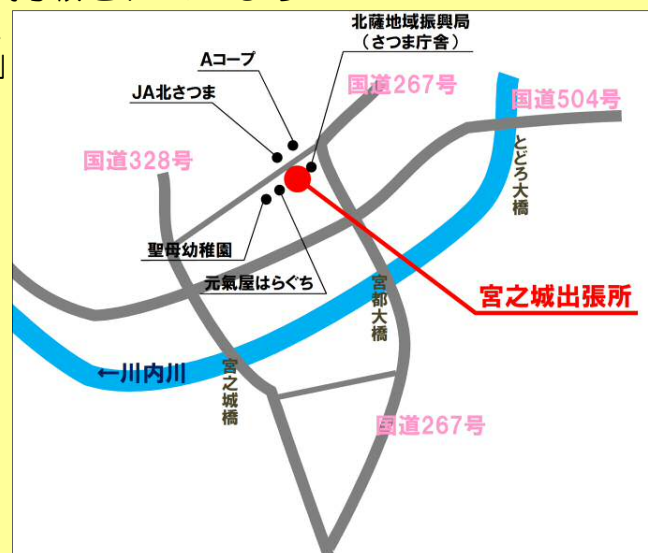 北薩地域振興局
（さつま庁舎）
Aコープ
JA北さつま
国道267号
国道504号
国道328号
とどろ大橋
聖母幼稚園
元氣屋はらぐち
宮都大橋
宮之城出張所
←川内川
宮之城橋
国道267号